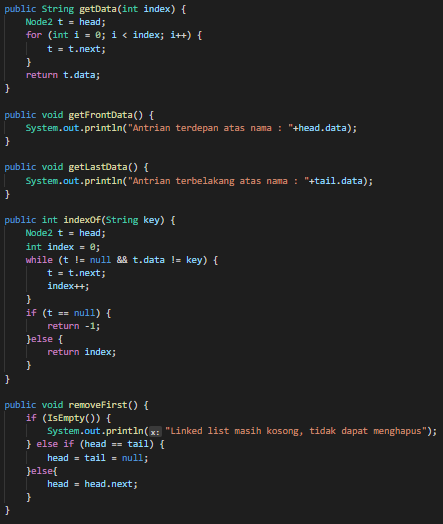 public String getData(int index) {
    Node2 t = head;
    for (int i = 0; i < index; i++) {
        t = t.next;
    }
    return t.data;
}

public void getFrontData() {
    System.out.println("Antrian terdepan atas nama : "+head.data);
}

public void getLastData() {
    System.out.println("Antrian terbelakang atas nama : "+tail.data);
}

public int indexOf(String key) {
    Node2 t = head;
    int index = 0;
    while (t != null && t.data != key) {
        t = t.next;
        index++;
    }
    if (t == null) {
        return -1;
    }else {
        return index;
    }
}

public void removeFirst() {
    if (IsEmpty()) {
        System.out.println(x: "Linked list masih kosong, tidak dapat menghapus");
    } else if (head == tail) {
        head = tail = null;
    }else{
        head = head.next;
    }
}